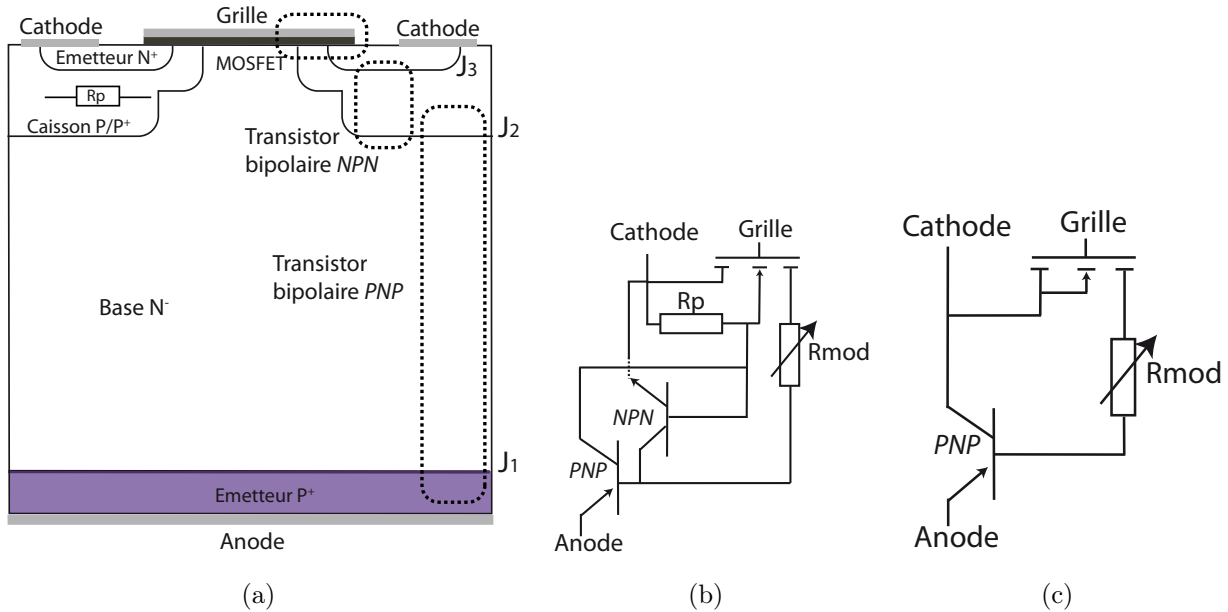 Cathode
Grille
Cathode
Emetteur N+
MOSFET
J3
Rp
Caisson P/P+
J2
Transistor
bipolaire NPN
Transistor
bipolaire PNP
Base N-
J1
Emetteur P+
Anode
(a)
Cathode
Grille
Rp
Rmod
NPN
PNP
Anode
(b)
Cathode
Grille
Rmod
PNP
Anode
(c)